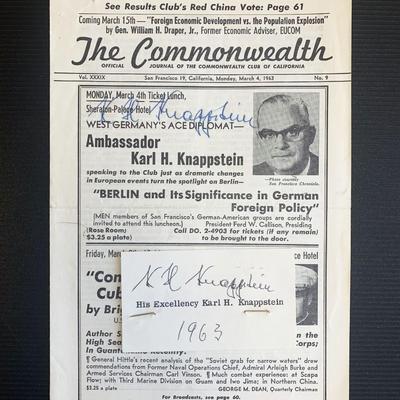 See Results Club's Red China Vote: Page 61
Coming March 15th— "Foreign Economic Development vs. the Population Explosion"
by Gen. William H. Draper, Jr., Former Economic Adviser, EUCOM
The Commonwealth
OFFICIAL JOURNAL OF THE COMMONWEALTH CLUB OF CALIFORNIA
Vol. XXXIX San Francisco 19, California, Monday, March 4, 1963 No. 9
MONDAY, March 4th Ticket Lunch,
Sheraton-Palace Hotel
K H Knappstein
WEST GERMANY'S ACE DIPLOMAT—
Ambassador
Karl H. Knappstein
speaking to the Club just as dramatic changes
in European events turn the spotlight on Berlin—
—Photo courtesy
San Francisco Chronicle.
"BERLIN and Its Significance in German
Foreign Policy"
(MEN members of San Francisco's German-American groups are cordially
invited to attend this luncheon.) President Ford W. Callison, Presiding
(Rose Room) Call DO. 2-4903 for tickets (if any remain)
$3.25 a plate) to be brought to the door.
Friday, March
ce Hotel
"Con
Cub
by Brig
U.S.
K H Knappstein
His Excellency Karl H. Knappstein
1963
Author S
Full
Corps;
In Guant
¶ General Hittle's recent analysis of the "Soviet grab for narrow waters" drew
commendations from Former Naval Operations Chief, Admiral Arleigh Burke and
Armed Services Chairman Carl Vinson. ¶ Much combat experience: at Scapa
Flow; with Third Marine Division on Guam and Iwo Jima; in Northern China.
$3.25 a plate) GEORGE M. DEAN, Quarterly Chairman
For Broadcasts, see page 60.